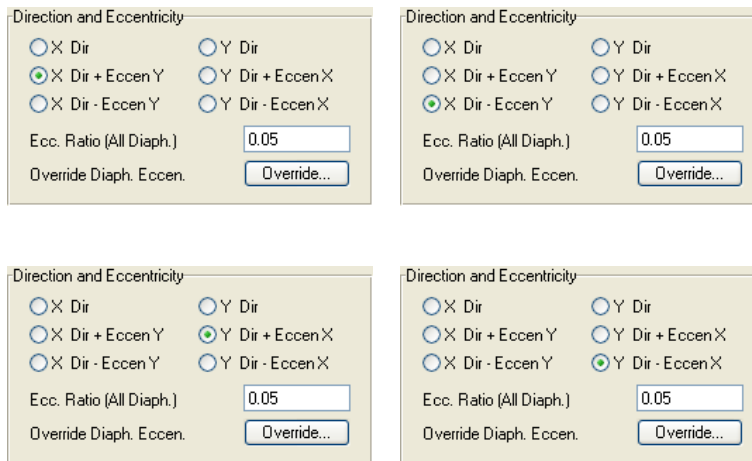 Direction and Eccentricity
X Dir Y Dir
X Dir + Eccen Y Y Dir + Eccen X
X Dir - Eccen Y Y Dir - Eccen X
Ecc. Ratio (All Diaph.) 0.05
Override Diaph. Eccen. Override...
Direction and Eccentricity
X Dir Y Dir
X Dir + Eccen Y Y Dir + Eccen X
X Dir - Eccen Y Y Dir - Eccen X
Ecc. Ratio (All Diaph.) 0.05
Override Diaph. Eccen. Override...
Direction and Eccentricity
X Dir Y Dir
X Dir + Eccen Y Y Dir + Eccen X
X Dir - Eccen Y Y Dir - Eccen X
Ecc. Ratio (All Diaph.) 0.05
Override Diaph. Eccen. Override...
Direction and Eccentricity
X Dir Y Dir
X Dir + Eccen Y Y Dir + Eccen X
X Dir - Eccen Y Y Dir - Eccen X
Ecc. Ratio (All Diaph.) 0.05
Override Diaph. Eccen. Override...